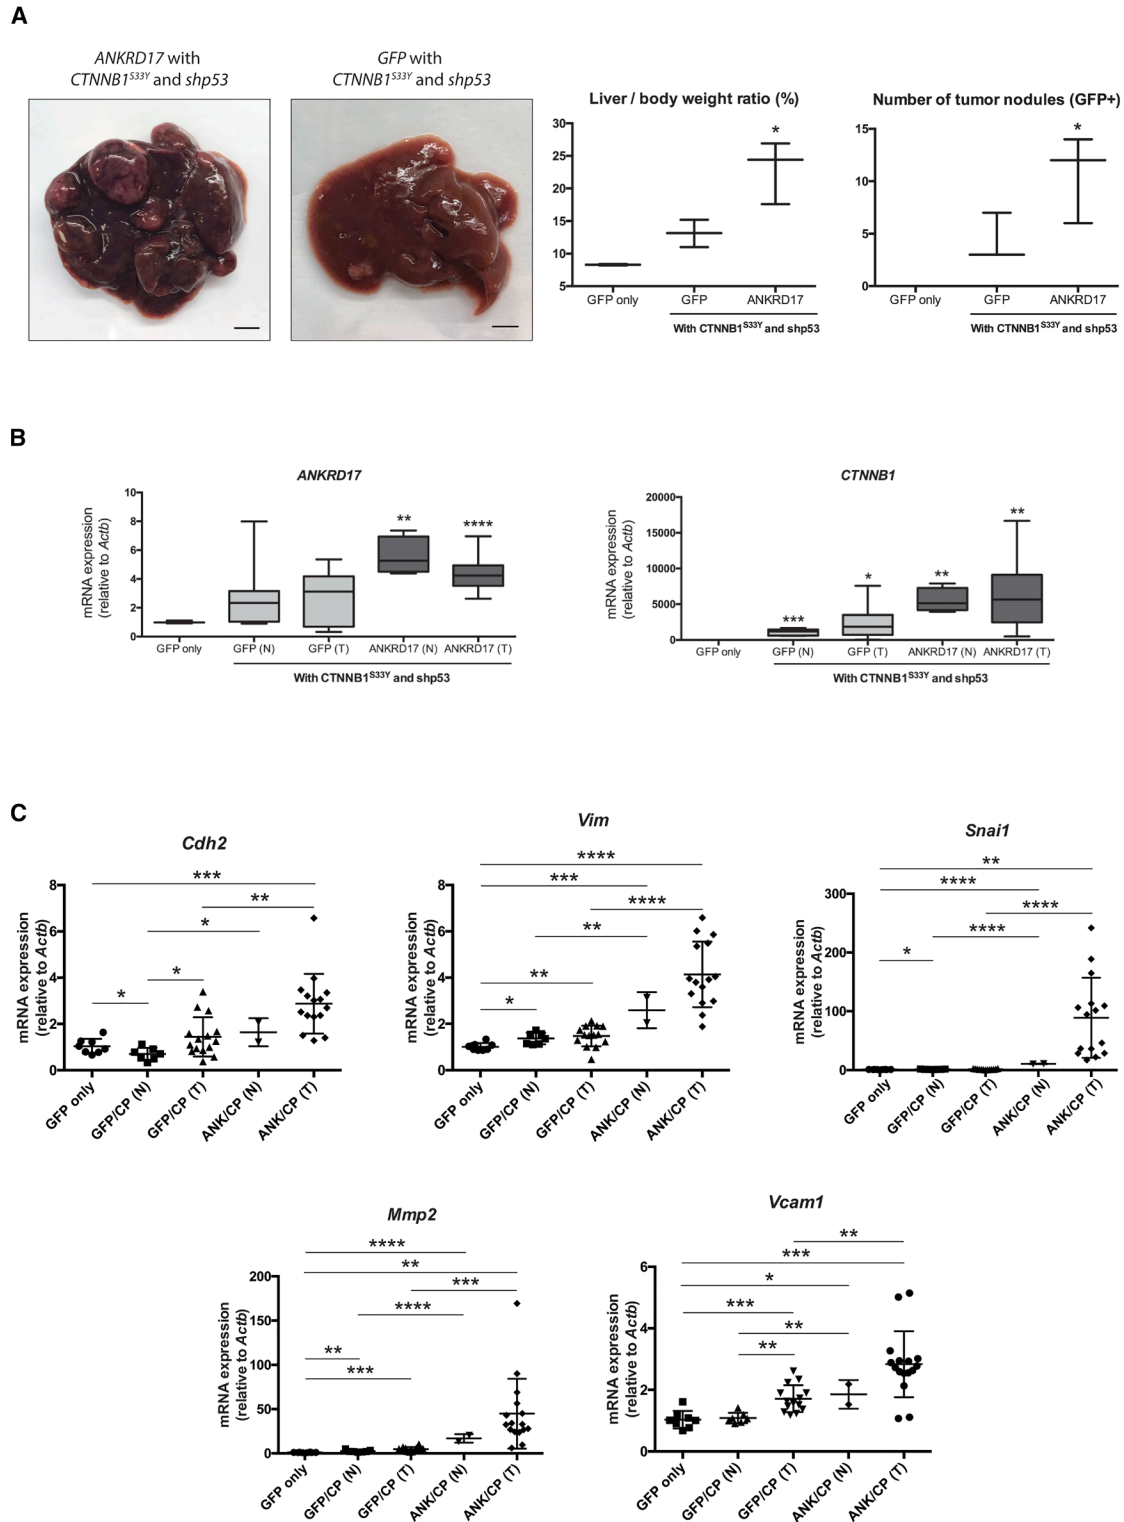 A
ANKRD17 with
CTNNB1S33Y and shp53
GFP with
CTNNB1S33Y and shp53
Liver / body weight ratio (%)
30
25
20
15
10
5
*
GFP only
GFP
ANKRD17
With CTNNB1S33Y and shp53
Number of tumor nodules (GFP+)
15
10
5
0
*
GFP only
GFP
ANKRD17
With CTNNB1S33Y and shp53
B
ANKRD17
mRNA expression
(relative to Actb)
10
8
6
4
2
0
**
****
GFP only
GFP (N)
GFP (T)
ANKRD17 (N)
ANKRD17 (T)
With CTNNB1S33Y and shp53
CTNNB1
mRNA expression
(relative to Actb)
20000
15000
10000
5000
0
***
*
**
**
GFP only
GFP (N)
GFP (T)
ANKRD17 (N)
ANKRD17 (T)
With CTNNB1S33Y and shp53
C
Cdh2
mRNA expression
(relative to Actb)
8
6
4
2
0
***
**
*
*
*
GFP only
GFP/CP (N)
GFP/CP (T)
ANK/CP (N)
ANK/CP (T)
Vim
mRNA expression
(relative to Actb)
8
6
4
2
0
****
***
****
**
**
*
GFP only
GFP/CP (N)
GFP/CP (T)
ANK/CP (N)
ANK/CP (T)
Snai1
mRNA expression
(relative to Actb)
300
200
100
0
**
****
****
****
*
GFP only
GFP/CP (N)
GFP/CP (T)
ANK/CP (N)
ANK/CP (T)
Mmp2
mRNA expression
(relative to Actb)
200
150
100
50
0
****
**
***
****
**
***
GFP only
GFP/CP (N)
GFP/CP (T)
ANK/CP (N)
ANK/CP (T)
Vcam1
mRNA expression
(relative to Actb)
6
4
2
0
**
***
*
***
**
**
GFP only
GFP/CP (N)
GFP/CP (T)
ANK/CP (N)
ANK/CP (T)